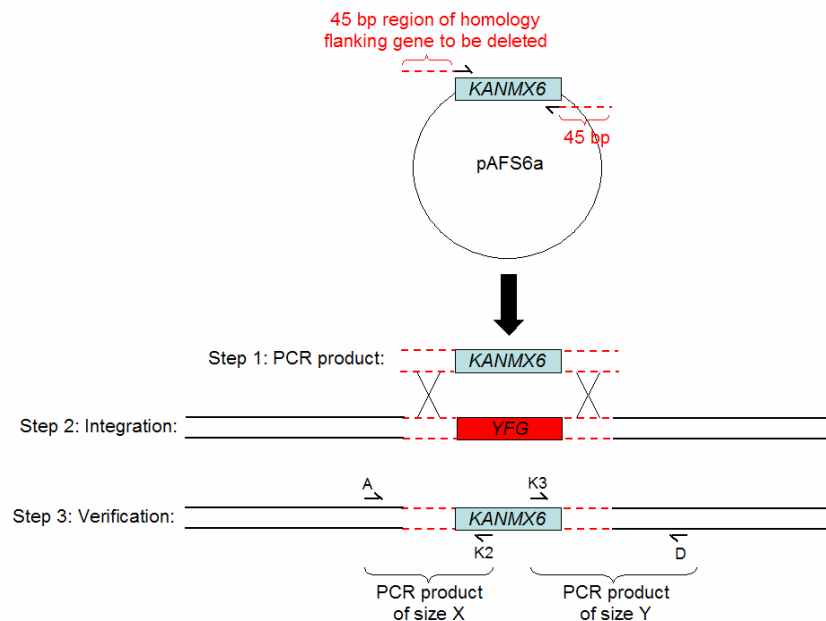 45 bp region of homology
flanking gene to be deleted
KANMX6
45 bp
pAFS6a
Step 1: PCR product:
KANMX6
Step 2: Integration:
YFG
A
K3
Step 3: Verification:
KANMX6
K2
D
PCR product
of size X
PCR product
of size Y